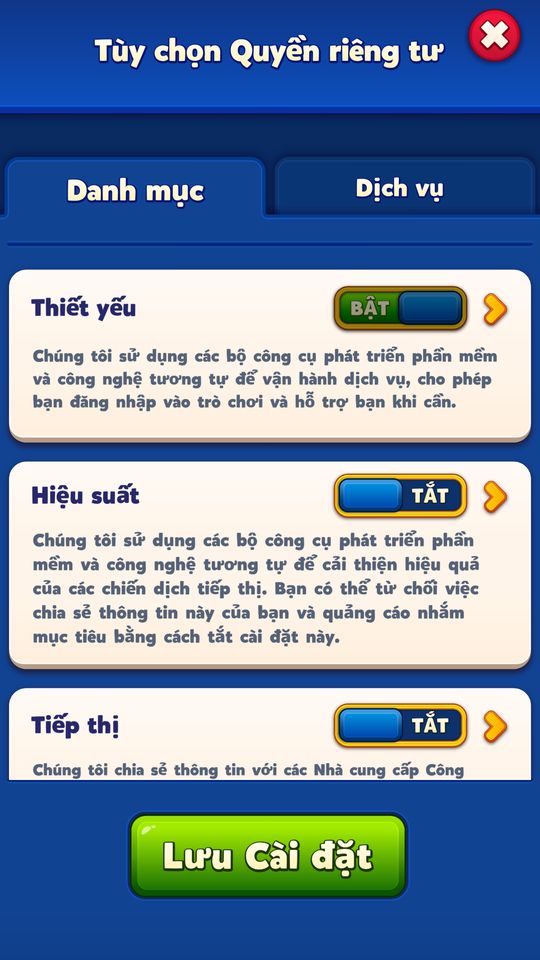 Tùy chọn Quyền riêng tư
Danh mục
Dịch vụ
Thiết yếu
BẬT
Chúng tôi sử dụng các bộ công cụ phát triển phần mềm
và công nghệ tương tự để vận hành dịch vụ, cho phép
bạn đăng nhập vào trò chơi và hỗ trợ bạn khi cần.
Hiệu suất
TẮT
Chúng tôi sử dụng các bộ công cụ phát triển phần
mềm và công nghệ tương tự để cải thiện hiệu quả
của các chiến dịch tiếp thị. Bạn có thể từ chối việc
chia sẻ thông tin này của bạn và quảng cáo nhắm
mục tiêu bằng cách tắt cài đặt này.
Tiếp thị
TẮT
Chúng tôi chia sẻ thông tin với các Nhà cung cấp Công
Lưu Cài đặt